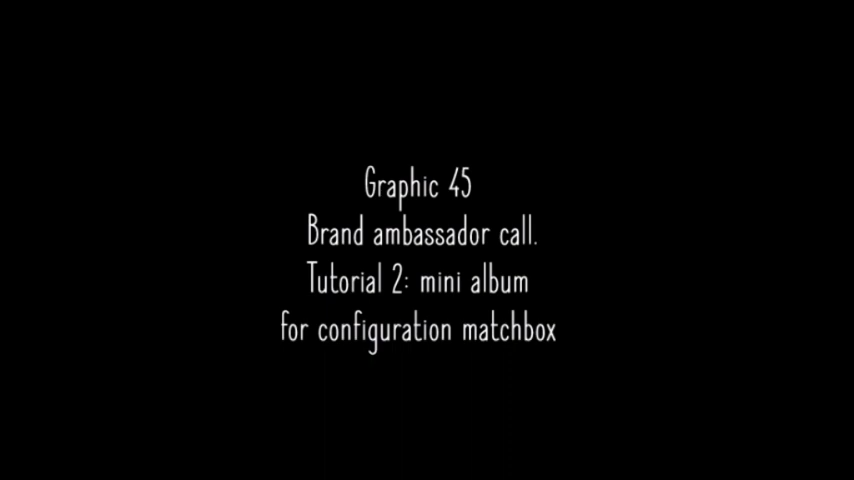 Graphic 45
Brand ambassador call.
Tutorial 2: mini album
for configuration matchbox